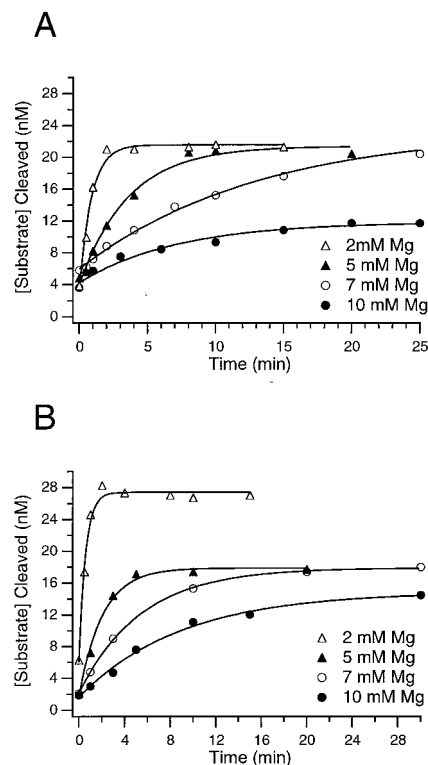 A
28
24
20
16
12
8
4
0
[Substrate] Cleaved (nM)
2mM Mg
5 mM Mg
7 mM Mg
10 mM Mg
0 5 10 15 20 25
Time (min)
B
28
24
20
16
12
8
4
0
[Substrate] Cleaved (nM)
2 mM Mg
5 mM Mg
7 mM Mg
10 mM Mg
0 4 8 12 16 20 24 28
Time (min)